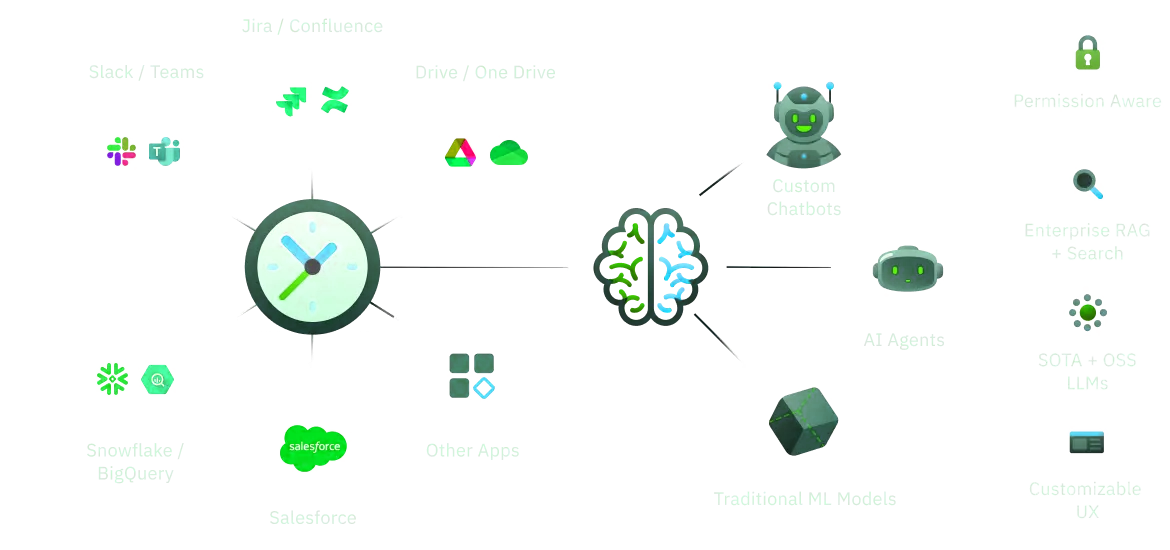 Jira / Confluence
Slack / Teams
Drive / One Drive
T
Snowflake /
BigQuery
salesforce
Salesforce
Other Apps
Custom
Chatbots
AI Agents
Traditional ML Models
Permission Aware
Enterprise RAG
+ Search
SOTA + OSS
LLMs
Customizable
UX